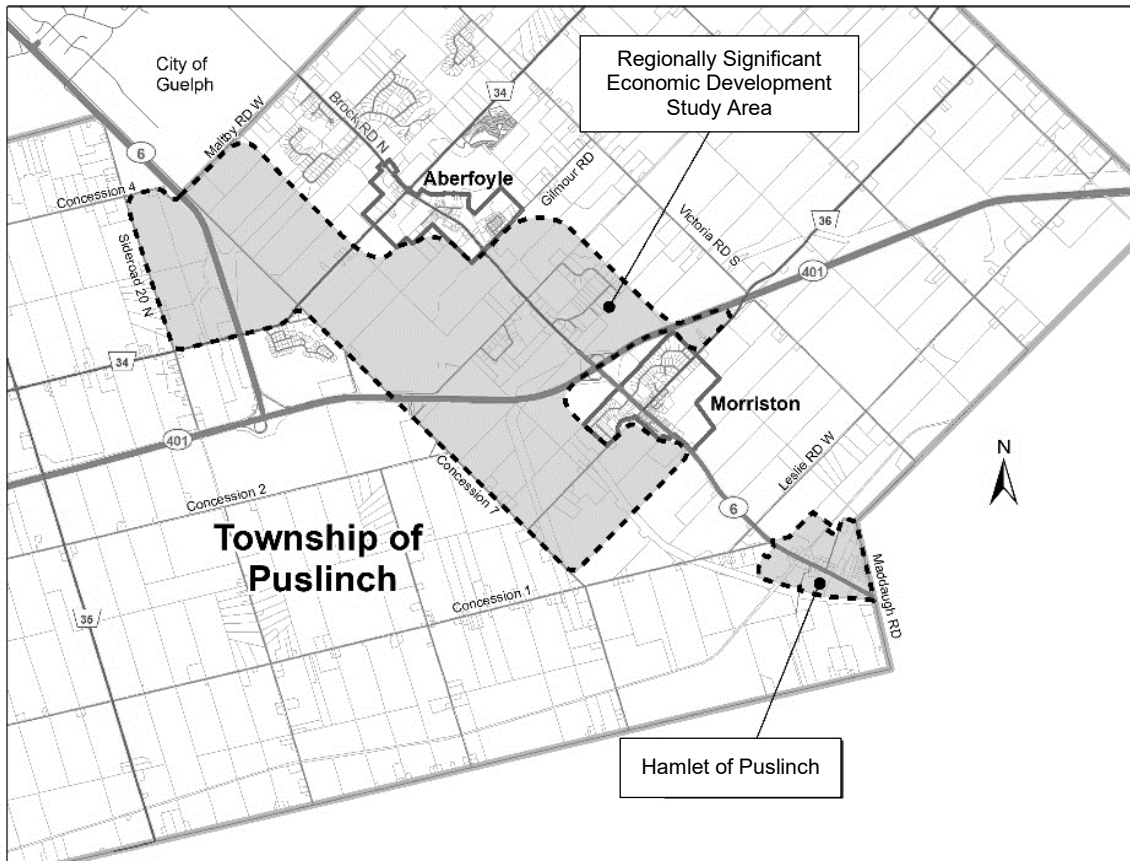 City of
Guelph
Regionally Significant
Economic Development
Study Area
Maltby RD W
Brock RD N
34
6
Concession 4
Aberfoyle
Gilmour RD
Victoria RD S
36
401
Sideroad 20 N
34
Morriston
401
Concession 2
Concession 7
Leslie RD W
N
6
Township of
Puslinch
Maddaugh RD
Concession 1
35
Hamlet of Puslinch